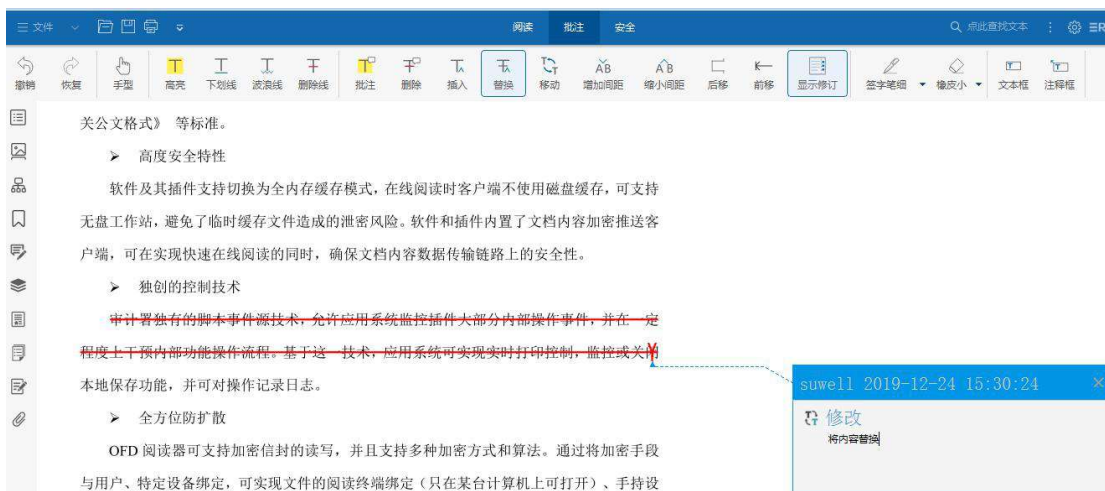 文件
阅读 批注 安全
点此查找文本
撤销 恢复 手型 高亮 下划线 波浪线 删除线 批注 删除 插入 替换 移动 增加间距 缩小间距 后移 前移 显示修订 签字笔细 橡皮小 文本框 注释框
关公文格式》 等标准。
➢ 高度安全特性
软件及其插件支持切换为全内存缓存模式，在线阅读时客户端不使用磁盘缓存，可支持
无盘工作站，避免了临时缓存文件造成的泄密风险。软件和插件内置了文档内容加密推送客
户端，可在实现快速在线阅读的同时，确保文档内容数据传输链路上的安全性。
➢ 独创的控制技术
审计署独有的脚本事件源技术，允许应用系统监控插件大部分内部操作事件，并在一定
程度上干预内部功能操作流程。基于这一技术，应用系统可实现实时打印控制，监控或关闭
本地保存功能，并可对操作记录日志。
➢ 全方位防扩散
OFD 阅读器可支持加密信封的读写，并且支持多种加密方式和算法。通过将加密手段
与用户、特定设备绑定，可实现文件的阅读终端绑定（只在某台计算机上可打开）、手持设
suwell 2019-12-24 15:30:24
修改
将内容替换